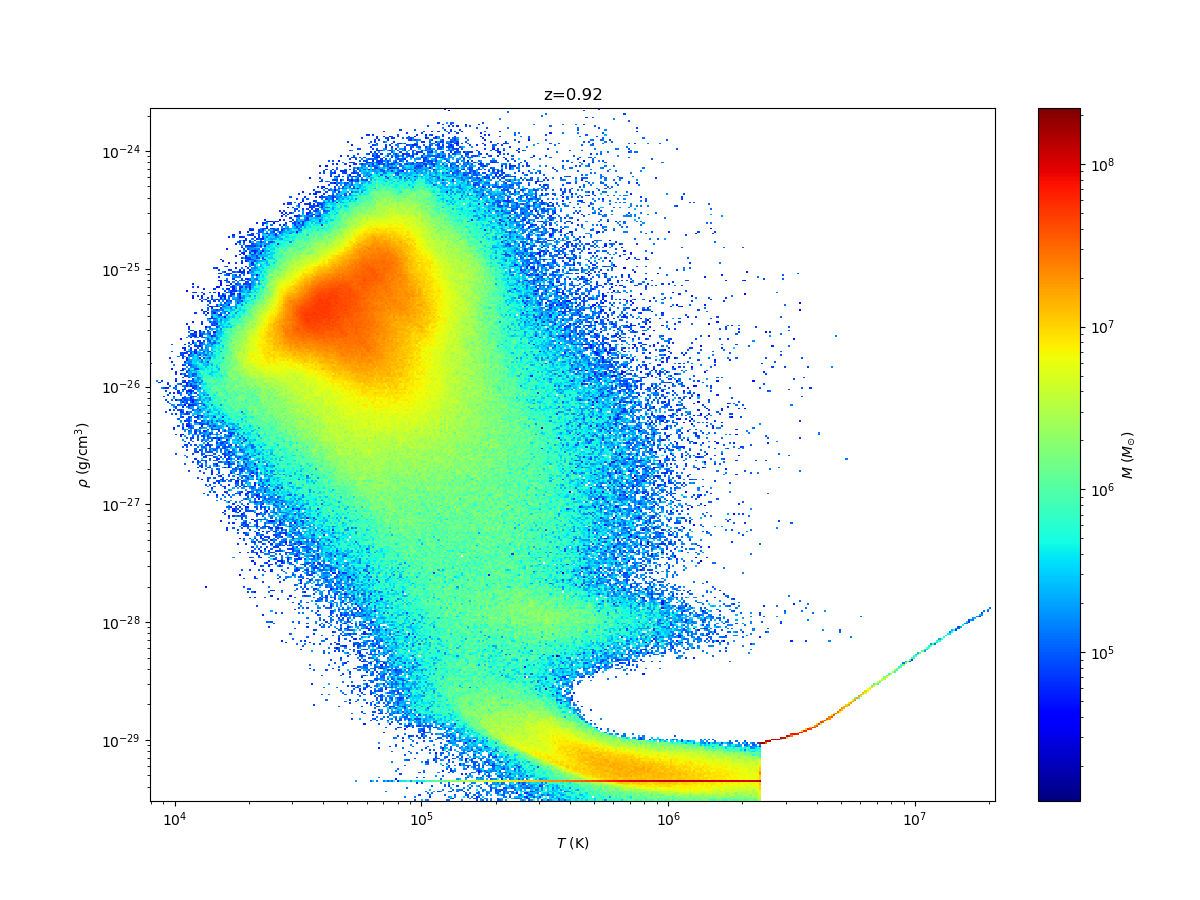 z=0.92
10⁻²⁴
10⁻²⁵
10⁻²⁶
10⁻²⁷
10⁻²⁸
10⁻²⁹
ρ (g/cm³)
10⁴ 10⁵ 10⁶ 10⁷
T (K)
10⁸
10⁷
10⁶
10⁵
M (M⊙)